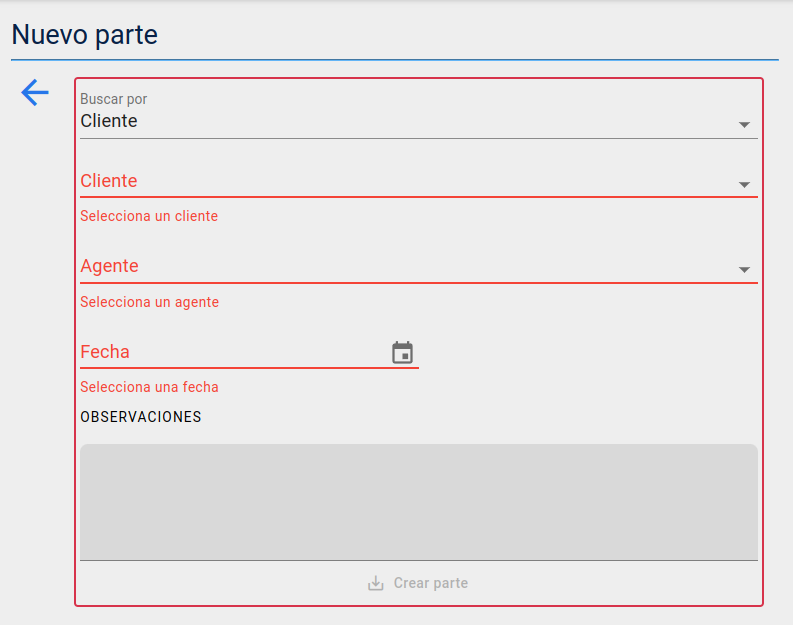 Nuevo parte
Buscar por
Cliente
Cliente
Selecciona un cliente
Agente
Selecciona un agente
Fecha
Selecciona una fecha
OBSERVACIONES
Crear parte